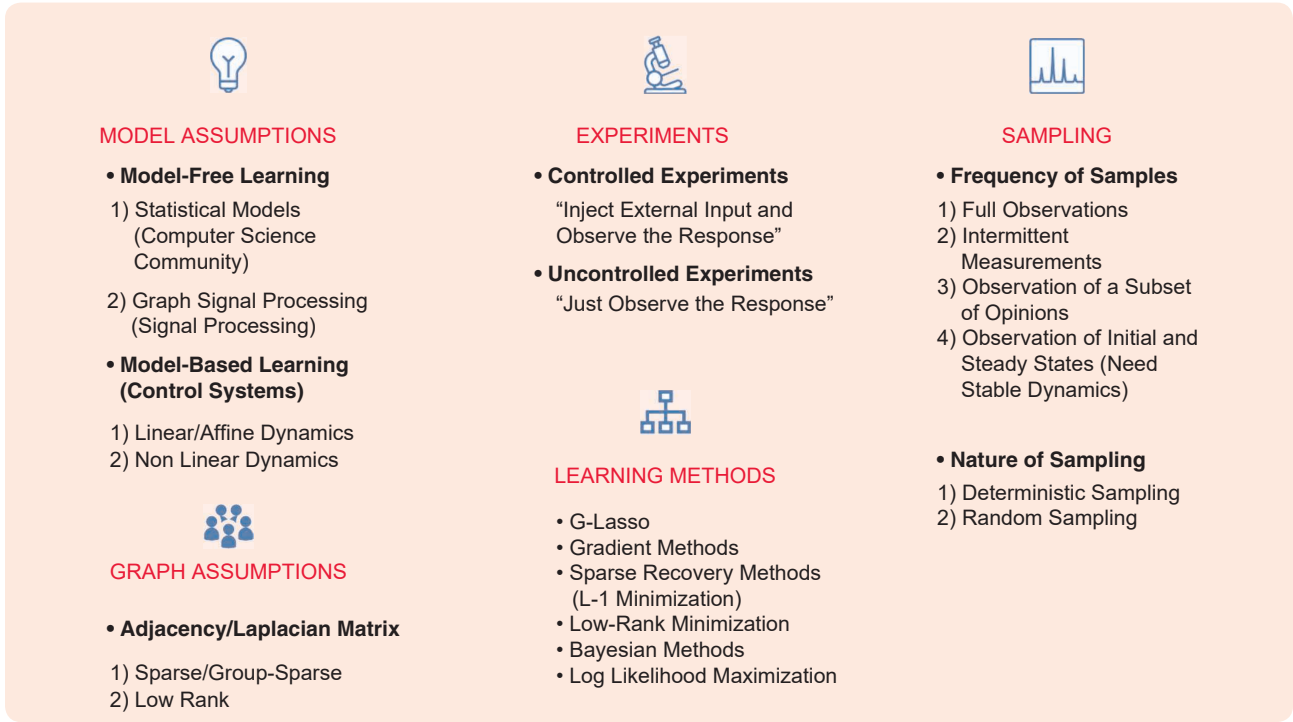 MODEL ASSUMPTIONS
• Model-Free Learning
1) Statistical Models
(Computer Science
Community)
2) Graph Signal Processing
(Signal Processing)
• Model-Based Learning
(Control Systems)
1) Linear/Affine Dynamics
2) Non Linear Dynamics
GRAPH ASSUMPTIONS
• Adjacency/Laplacian Matrix
1) Sparse/Group-Sparse
2) Low Rank
EXPERIMENTS
• Controlled Experiments
“Inject External Input and
Observe the Response”
• Uncontrolled Experiments
“Just Observe the Response”
LEARNING METHODS
• G-Lasso
• Gradient Methods
• Sparse Recovery Methods
(L-1 Minimization)
• Low-Rank Minimization
• Bayesian Methods
• Log Likelihood Maximization
SAMPLING
• Frequency of Samples
1) Full Observations
2) Intermittent
Measurements
3) Observation of a Subset
of Opinions
4) Observation of Initial and
Steady States (Need
Stable Dynamics)
• Nature of Sampling
1) Deterministic Sampling
2) Random Sampling